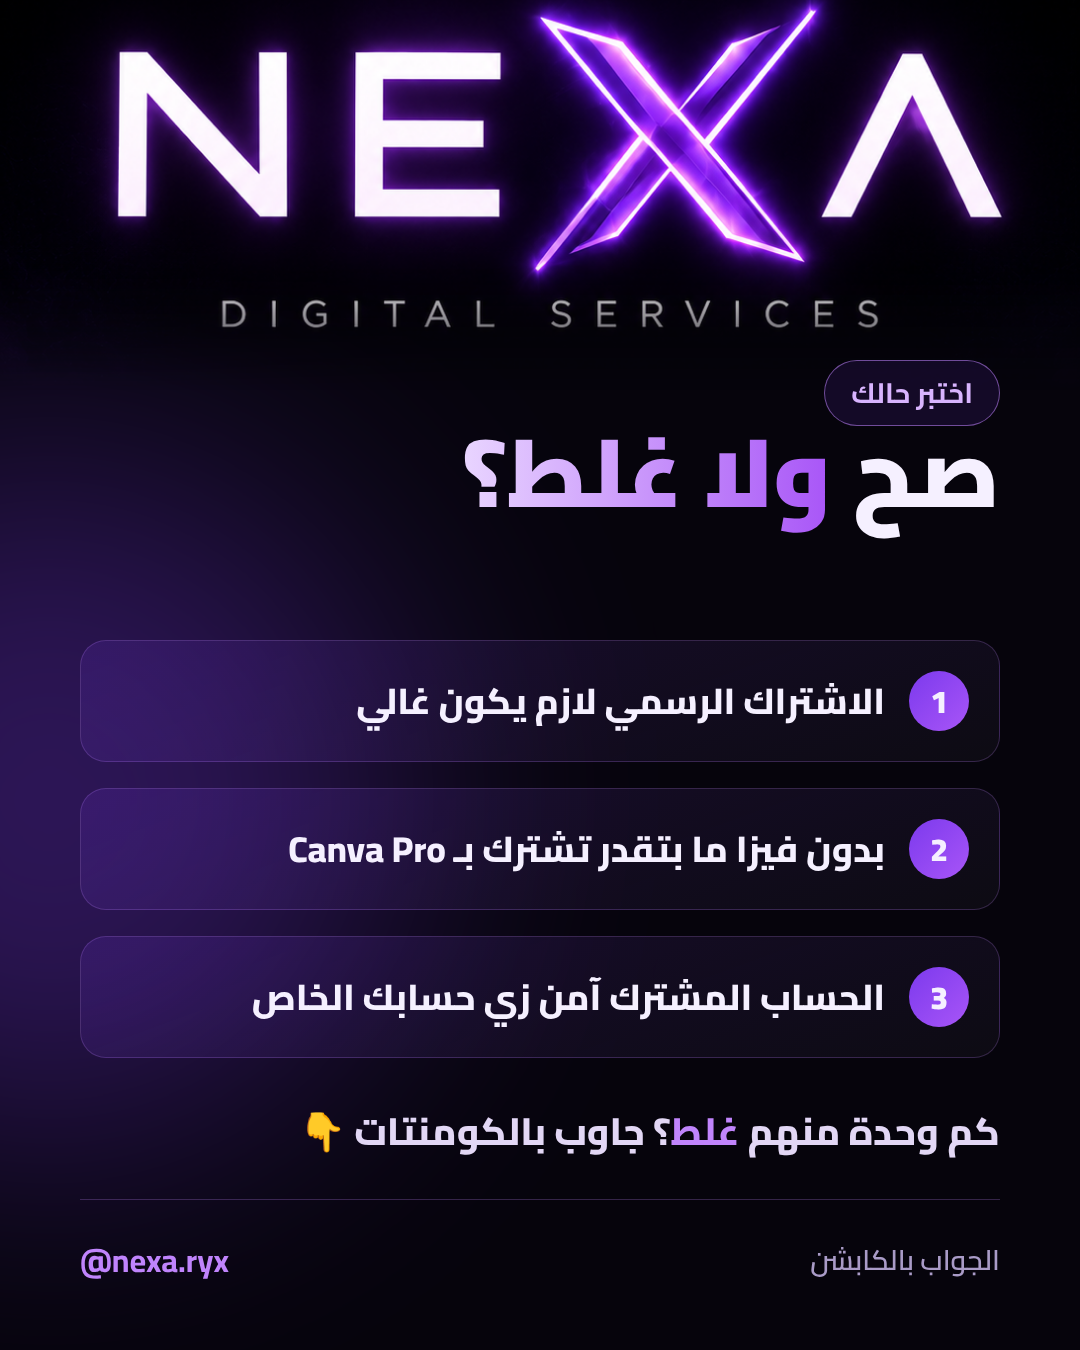 NEXA
DIGITAL SERVICES
اختبر حالك
صح ولا غلط؟
1 الاشتراك الرسمي لازم يكون غالي
2 بدون فيزا ما بتقدر تشترك بـ Canva Pro
3 الحساب المشترك آمن زي حسابك الخاص
كم وحدة منهم غلط؟ جاوب بالكومنتات 👇
الجواب بالكابشن
@nexa.ryx